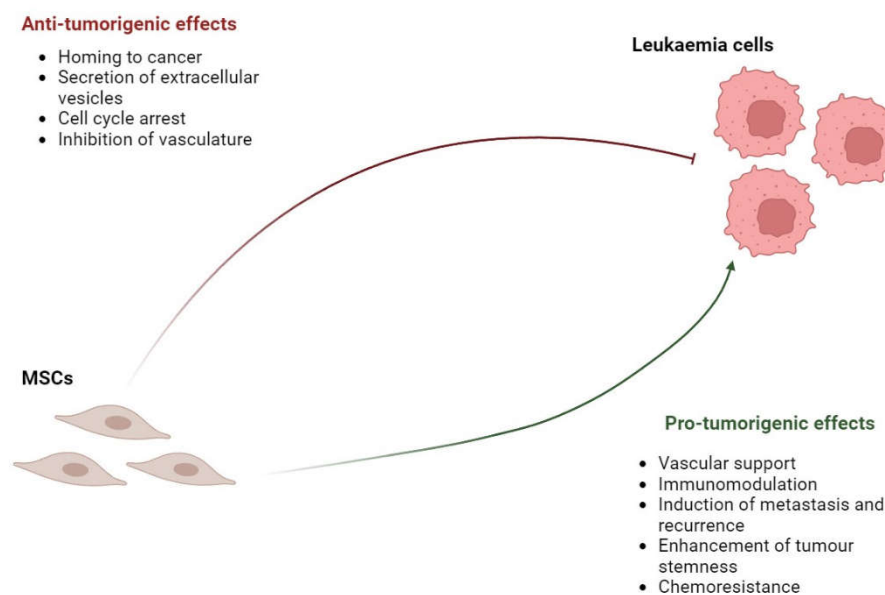 Anti-tumorigenic effects
• Homing to cancer
• Secretion of extracellular
vesicles
• Cell cycle arrest
• Inhibition of vasculature
Leukaemia cells
MSCs
Pro-tumorigenic effects
• Vascular support
• Immunomodulation
• Induction of metastasis and
recurrence
• Enhancement of tumour
stemness
• Chemoresistance